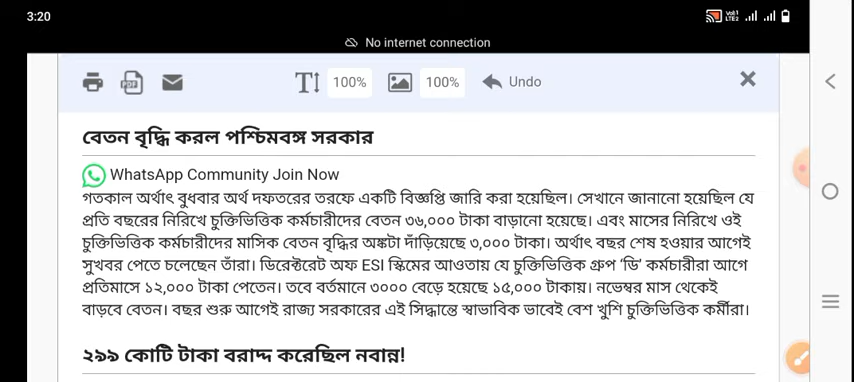 3:20
Vo1 LTE2
No internet connection
PDF
100%
100%
Undo
বেতন বৃদ্ধি করল পশ্চিমবঙ্গ সরকার
WhatsApp Community Join Now
গতকাল অর্থাৎ বুধবার অর্থ দফতরের তরফে একটি বিজ্ঞপ্তি জারি করা হয়েছিল। সেখানে জানানো হয়েছিল যে
প্রতি বছরের নিরিখে চুক্তিভিত্তিক কর্মচারীদের বেতন ৩৬,০০০ টাকা বাড়ানো হয়েছে। এবং মাসের নিরিখে ওই
চুক্তিভিত্তিক কর্মচারীদের মাসিক বেতন বৃদ্ধির অঙ্কটা দাঁড়িয়েছে ৩,০০০ টাকা। অর্থাৎ বছর শেষ হওয়ার আগেই
সুখবর পেতে চলেছেন তাঁরা। ডিরেক্টরেট অফ ESI স্কিমের আওতায় যে চুক্তিভিত্তিক গ্রুপ ‘ডি’ কর্মচারীরা আগে
প্রতিমাসে ১২,০০০ টাকা পেতেন। তবে বর্তমানে ৩০০০ বেড়ে হয়েছে ১৫,০০০ টাকায়। নভেম্বর মাস থেকেই
বাড়বে বেতন। বছর শুরু আগেই রাজ্য সরকারের এই সিদ্ধান্তে স্বাভাবিক ভাবেই বেশ খুশি চুক্তিভিত্তিক কর্মীরা।
২৯৯ কোটি টাকা বরাদ্দ করেছিল নবান্ন!